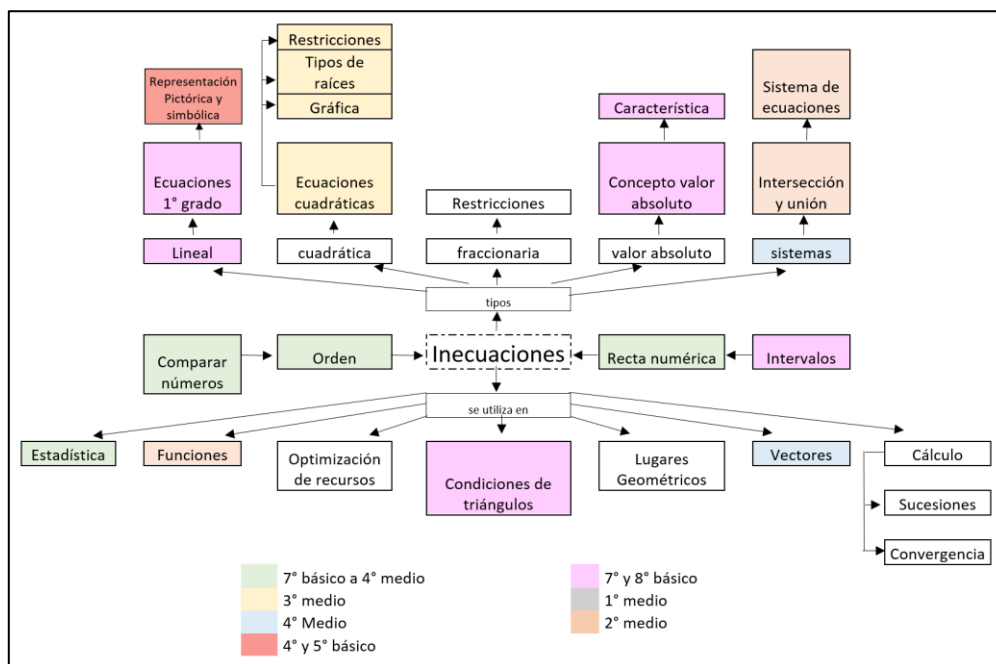 Restricciones
Tipos de
raíces
Gráfica
Representación
Pictórica y
simbólica
Característica
Sistema de
ecuaciones
Ecuaciones
1° grado
Ecuaciones
cuadráticas
Restricciones
Concepto valor
absoluto
Intersección
y unión
Lineal
cuadrática
fraccionaria
valor absoluto
sistemas
tipos
Comparar
números
Orden
Inecuaciones
Recta numérica
Intervalos
se utiliza en
Estadística
Funciones
Optimización
de recursos
Condiciones de
triángulos
Lugares
Geométricos
Vectores
Cálculo
Sucesiones
Convergencia
7° básico a 4° medio
3° medio
4° Medio
4° y 5° básico
7° y 8° básico
1° medio
2° medio